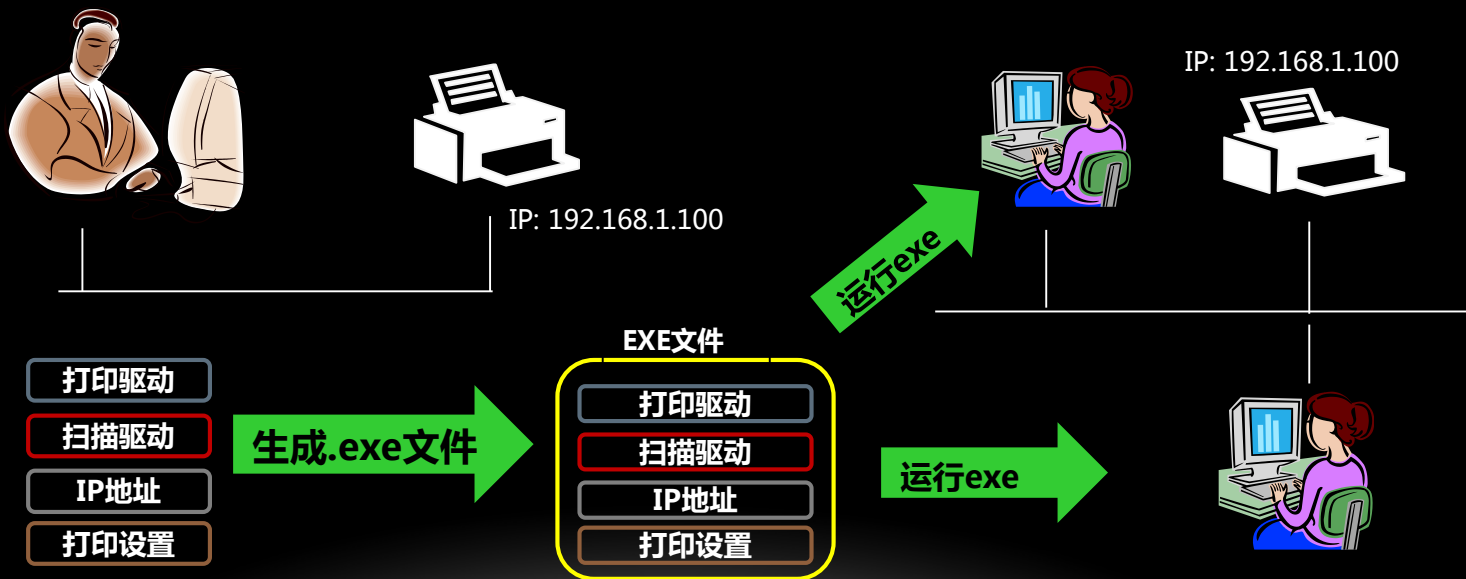 IP: 192.168.1.100
IP: 192.168.1.100
运行exe
EXE文件
打印驱动
扫描驱动
IP地址
打印设置
生成.exe文件
打印驱动
扫描驱动
IP地址
打印设置
运行exe